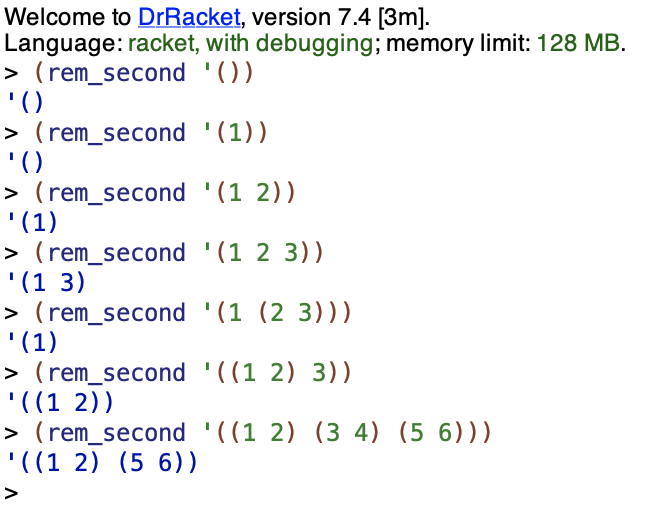 Welcome to DrRacket, version 7.4 [3m].
Language: racket, with debugging; memory limit: 128 MB.
> (rem_second '())
'()
> (rem_second '(1))
'()
> (rem_second '(1 2))
'(1)
> (rem_second '(1 2 3))
'(1 3)
> (rem_second '(1 (2 3)))
'(1)
> (rem_second '((1 2) 3))
'((1 2))
> (rem_second '((1 2) (3 4) (5 6)))
'((1 2) (5 6))
>